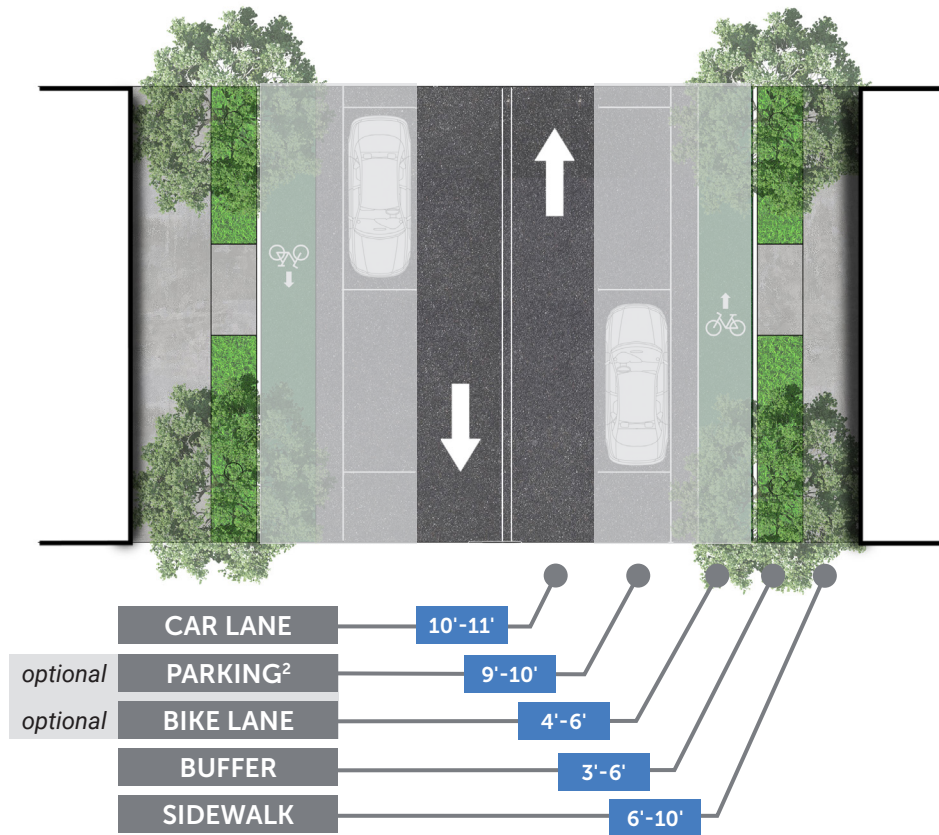 CAR LANE 10'-11'
optional PARKING² 9'-10'
optional BIKE LANE 4'-6'
BUFFER 3'-6'
SIDEWALK 6'-10'